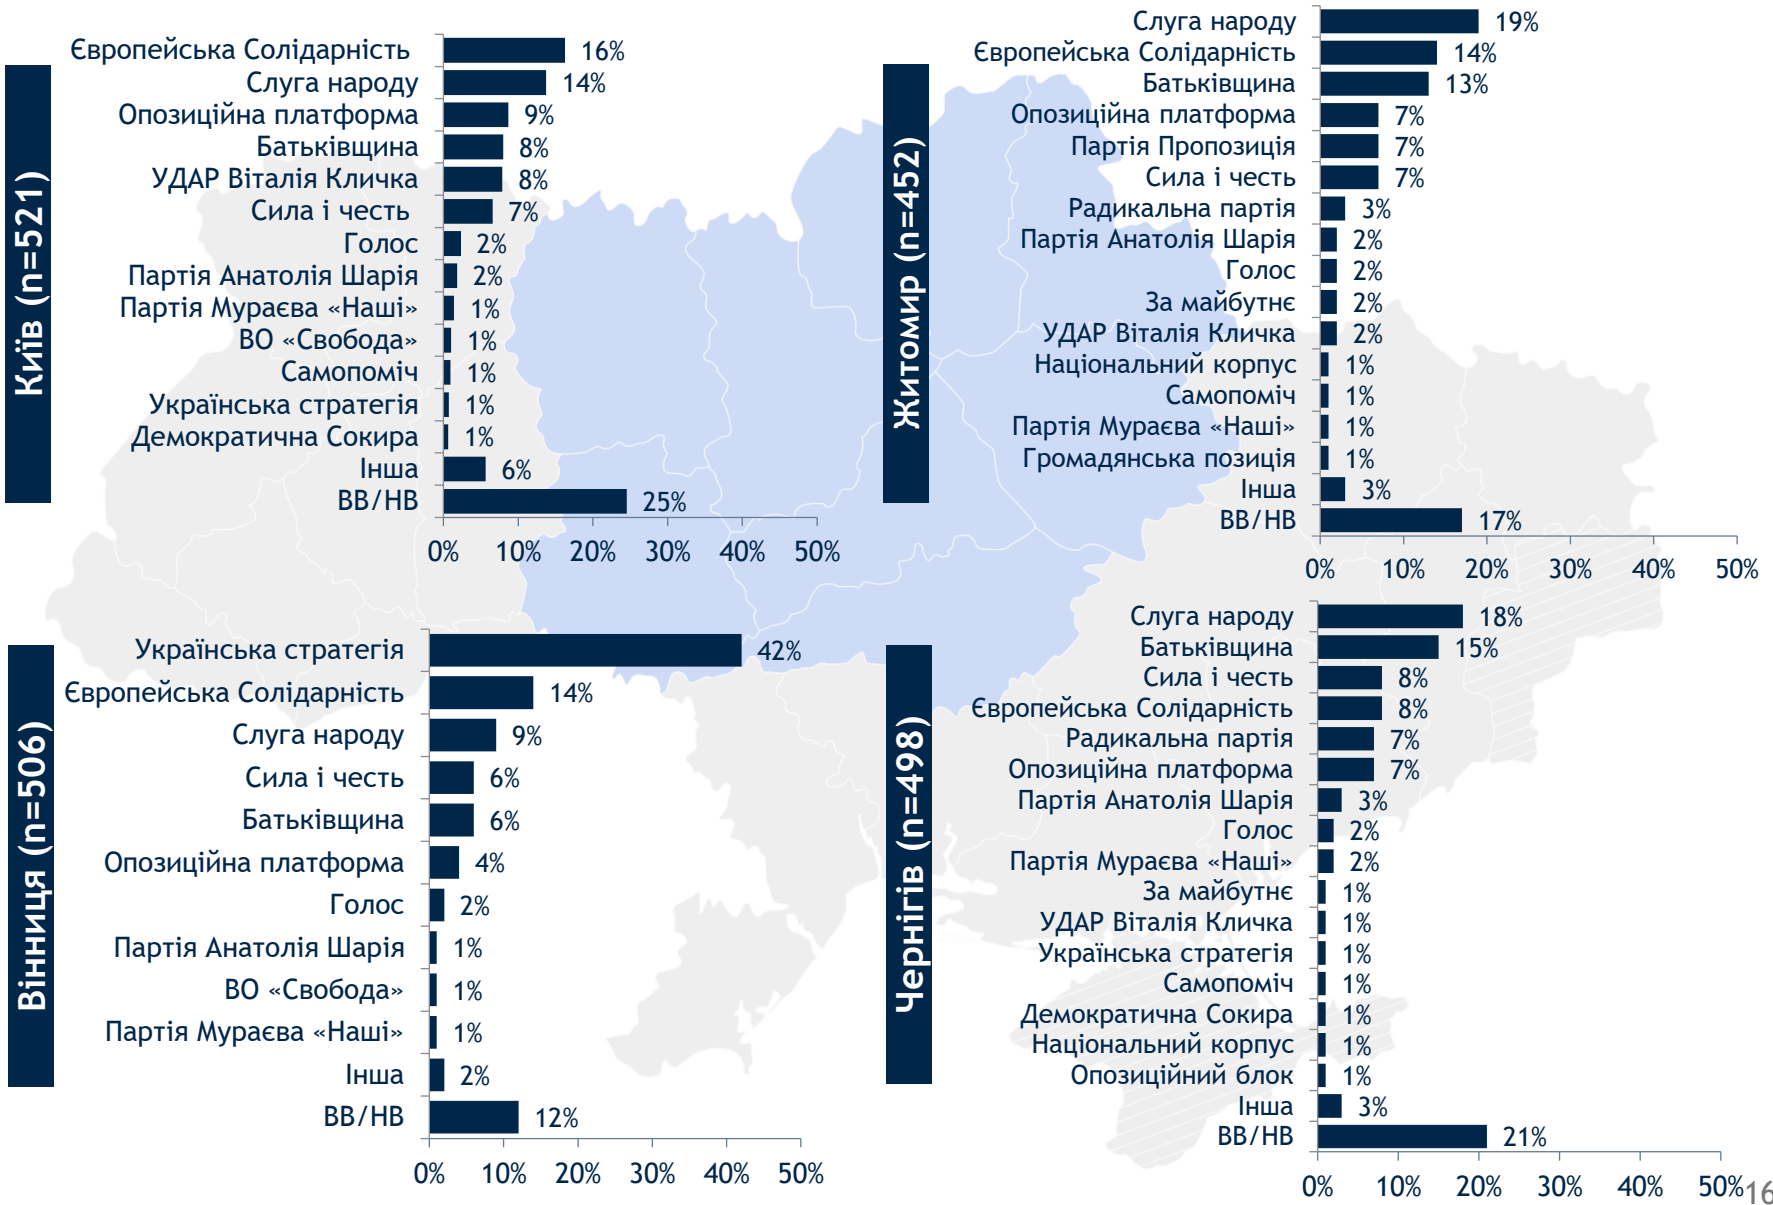 Київ (n=521)
Європейська Солідарність 16%
Слуга народу 14%
Опозиційна платформа 9%
Батьківщина 8%
УДАР Віталія Кличка 8%
Сила і честь 7%
Голос 2%
Партія Анатолія Шарія 2%
Партія Мураєва «Наші» 1%
ВО «Свобода» 1%
Самопоміч 1%
Українська стратегія 1%
Демократична Сокира 1%
Інша 6%
ВВ/НВ 25%
0% 10% 20% 30% 40% 50%
Житомир (n=452)
Слуга народу 19%
Європейська Солідарність 14%
Батьківщина 13%
Опозиційна платформа 7%
Партія Пропозиція 7%
Сила і честь 7%
Радикальна партія 3%
Партія Анатолія Шарія 2%
Голос 2%
За майбутнє 2%
УДАР Віталія Кличка 2%
Національний корпус 1%
Самопоміч 1%
Партія Мураєва «Наші» 1%
Громадянська позиція 1%
Інша 3%
ВВ/НВ 17%
0% 10% 20% 30% 40% 50%
Вінниця (n=506)
Українська стратегія 42%
Європейська Солідарність 14%
Слуга народу 9%
Сила і честь 6%
Батьківщина 6%
Опозиційна платформа 4%
Голос 2%
Партія Анатолія Шарія 1%
ВО «Свобода» 1%
Партія Мураєва «Наші» 1%
Інша 2%
ВВ/НВ 12%
0% 10% 20% 30% 40% 50%
Чернігів (n=498)
Слуга народу 18%
Батьківщина 15%
Сила і честь 8%
Європейська Солідарність 8%
Радикальна партія 7%
Опозиційна платформа 7%
Партія Анатолія Шарія 3%
Голос 2%
Партія Мураєва «Наші» 2%
За майбутнє 1%
УДАР Віталія Кличка 1%
Українська стратегія 1%
Самопоміч 1%
Демократична Сокира 1%
Національний корпус 1%
Опозиційний блок 1%
Інша 3%
ВВ/НВ 21%
0% 10% 20% 30% 40% 50%
16